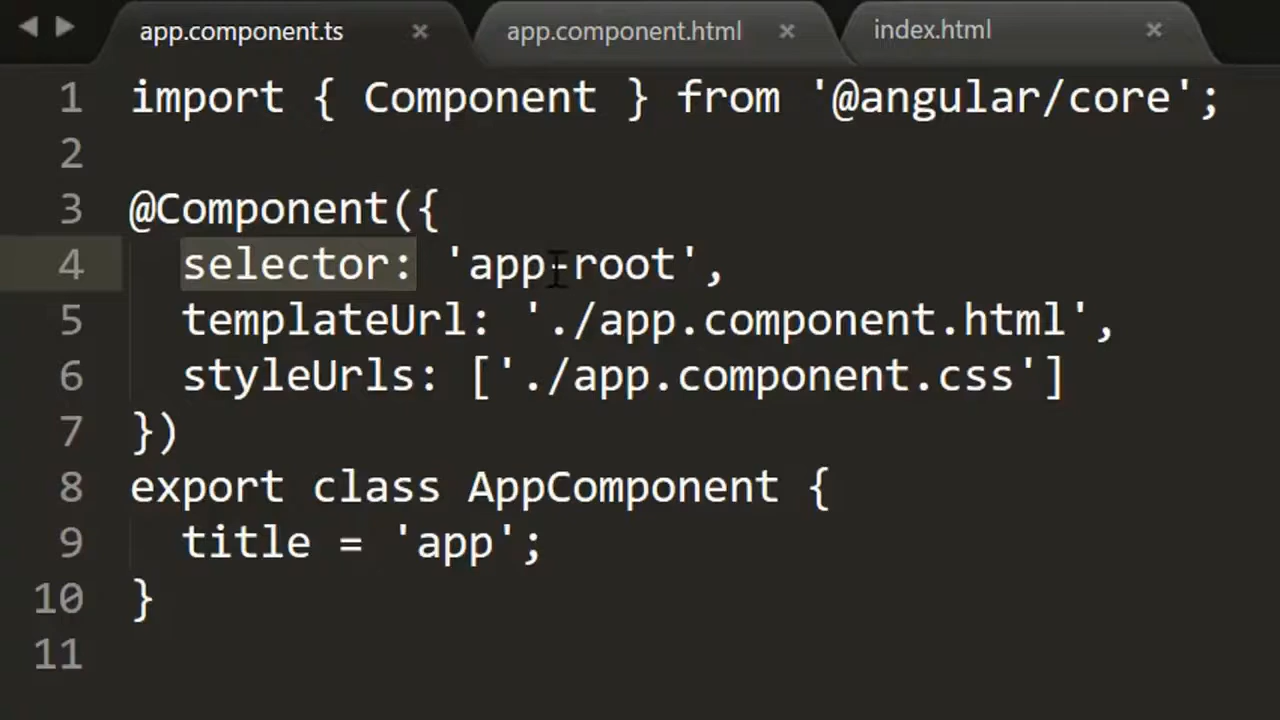 app.component.ts × app.component.html × index.html ×
1 import { Component } from '@angular/core';
2
3 @Component({
4   selector: 'app-root',
5   templateUrl: './app.component.html',
6   styleUrls: ['./app.component.css']
7 })
8 export class AppComponent {
9   title = 'app';
10 }
11